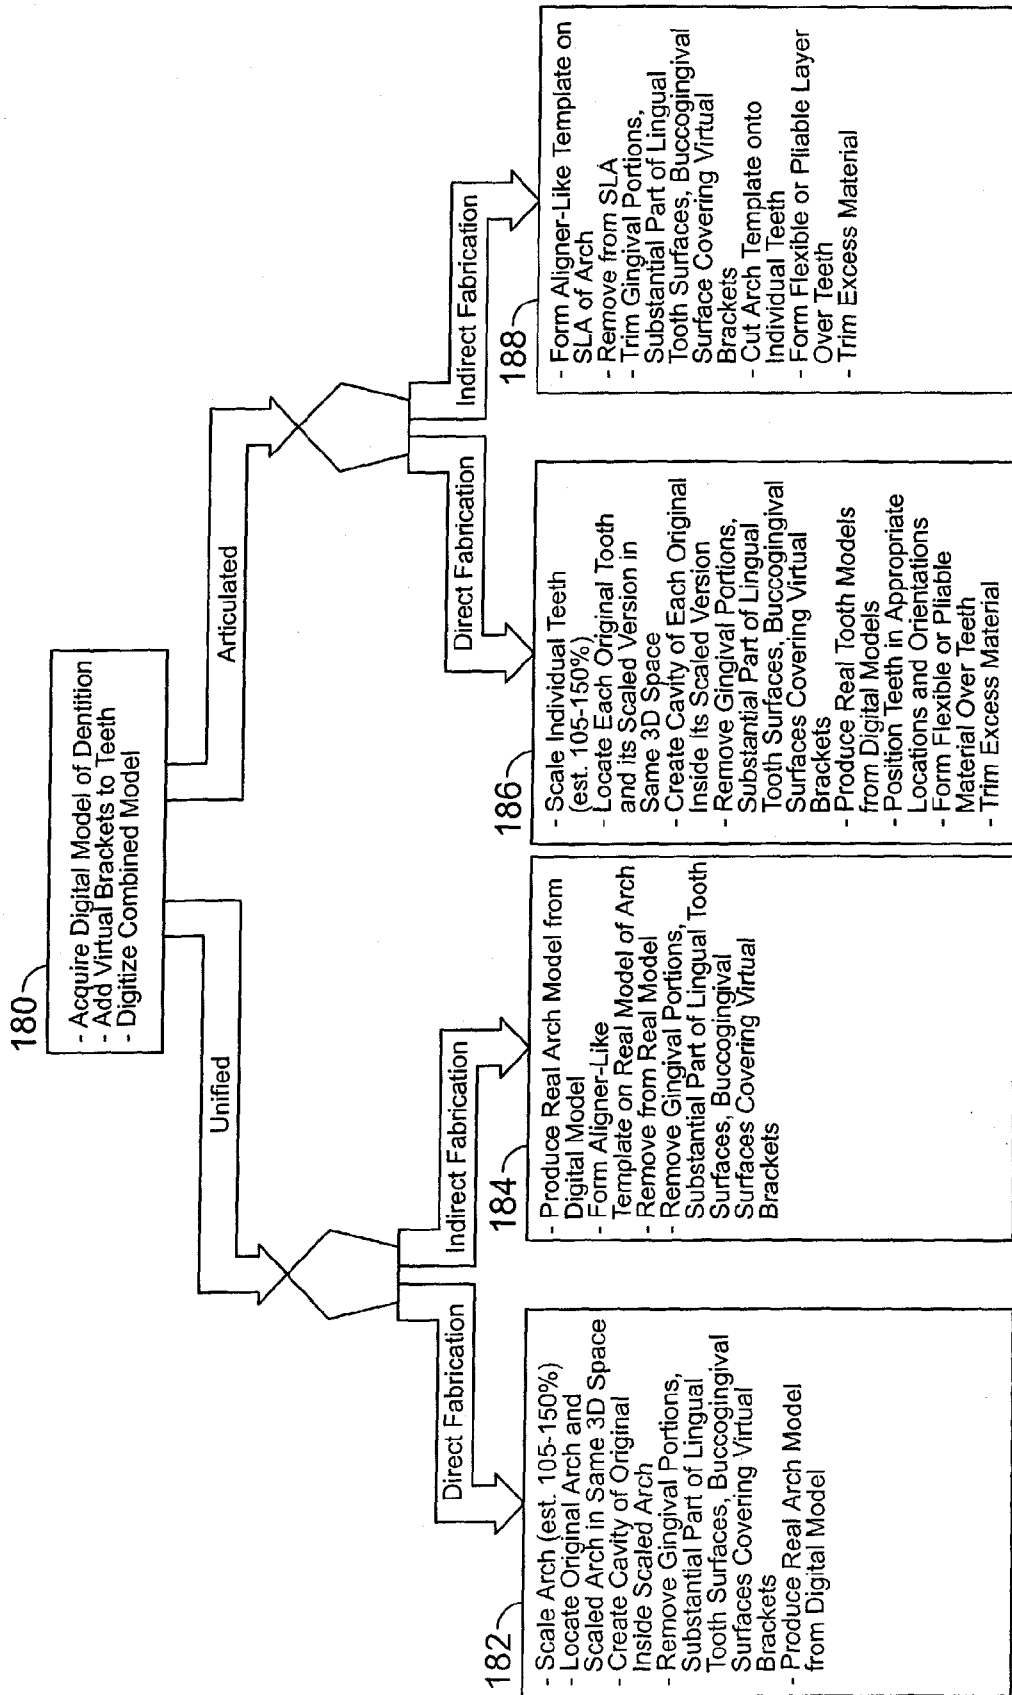 180
- Acquire Digital Model of Dentition
- Add Virtual Brackets to Teeth
- Digitize Combined Model
Unified
Articulated
Direct Fabrication
Indirect Fabrication
Direct Fabrication
Indirect Fabrication
182
- Scale Arch (est. 105-150%)
- Locate Original Arch and
Scaled Arch in Same 3D Space
- Create Cavity of Original
Inside Scaled Arch
- Remove Gingival Portions,
Substantial Part of Lingual
Tooth Surfaces, Buccogingival
Surfaces Covering Virtual
Brackets
- Produce Real Arch Model
from Digital Model
184
- Produce Real Arch Model from
Digital Model
- Form Aligner-Like
Template on Real Model of Arch
- Remove from Real Model
- Remove Gingival Portions,
Substantial Part of Lingual Tooth
Surfaces, Buccogingival
Surfaces Covering Virtual
Brackets
186
- Scale Individual Teeth
(est. 105-150%)
- Locate Each Original Tooth
and its Scaled Version in
Same 3D Space
- Create Cavity of Each Original
Inside Its Scaled Version
- Remove Gingival Portions,
Substantial Part of Lingual
Tooth Surfaces, Buccogingival
Surfaces Covering Virtual
Brackets
- Produce Real Tooth Models
from Digital Models
- Position Teeth in Appropriate
Locations and Orientations
- Form Flexible or Pliable
Material Over Teeth
- Trim Excess Material
188
- Form Aligner-Like Template on
SLA of Arch
- Remove from SLA
- Trim Gingival Portions,
Substantial Part of Lingual
Tooth Surfaces, Buccogingival
Surface Covering Virtual
Brackets
- Cut Arch Template onto
Individual Teeth
- Form Flexible or Pliable Layer
Over Teeth
- Trim Excess Material